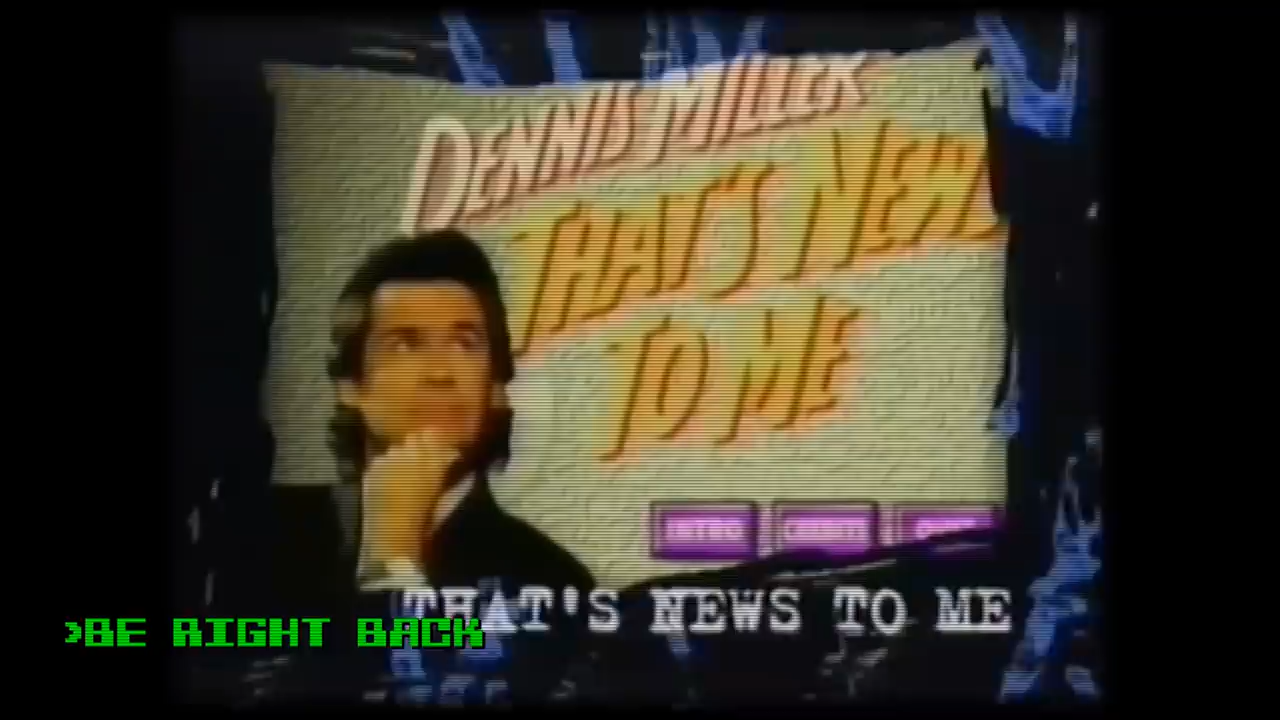 DENNIS MILLER
THAT'S NEWS
TO ME
INTRO CREDITS
THAT'S NEWS TO ME
>BE RIGHT BACK